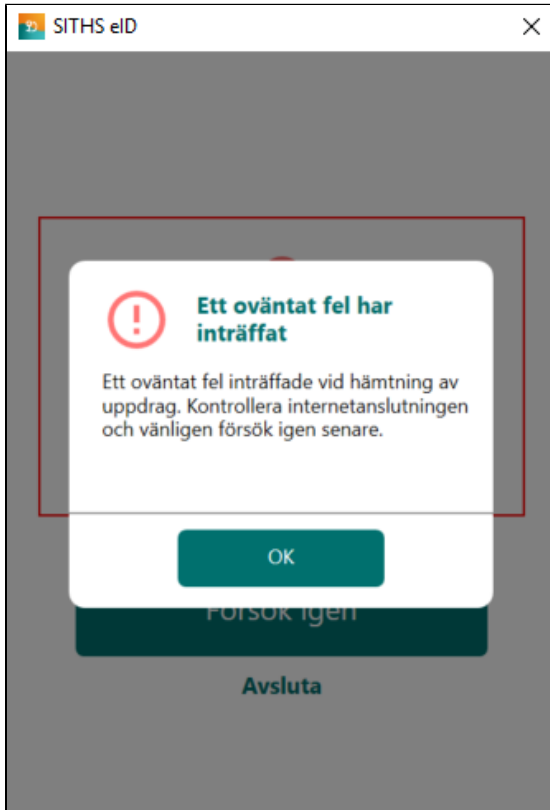 SITHS eID
Ett oväntat fel har
inträffat
Ett oväntat fel inträffade vid hämtning av
uppdrag. Kontrollera internetanslutningen
och vänligen försök igen senare.
OK
Försök igen
Avsluta